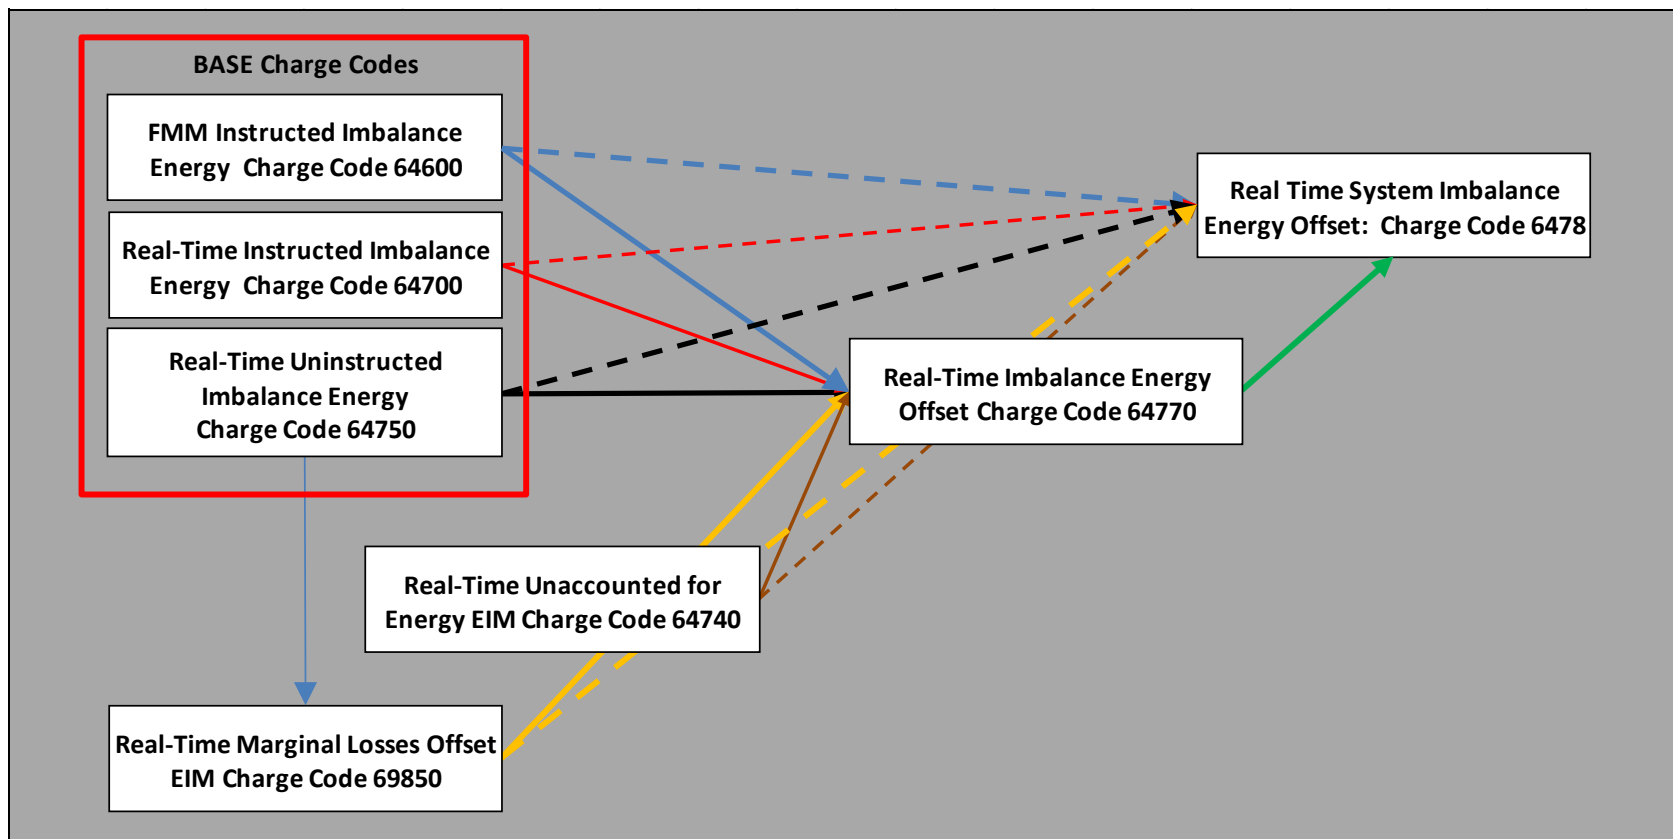 BASE Charge Codes
FMM Instructed Imbalance
Energy  Charge Code 64600
Real-Time Instructed Imbalance
Energy  Charge Code 64700
Real-Time Uninstructed
Imbalance Energy
Charge Code 64750
Real Time System Imbalance
Energy Offset:  Charge Code 6478
Real-Time Imbalance Energy
Offset Charge Code 64770
Real-Time Unaccounted for
Energy EIM Charge Code 64740
Real-Time Marginal Losses Offset
EIM Charge Code 69850